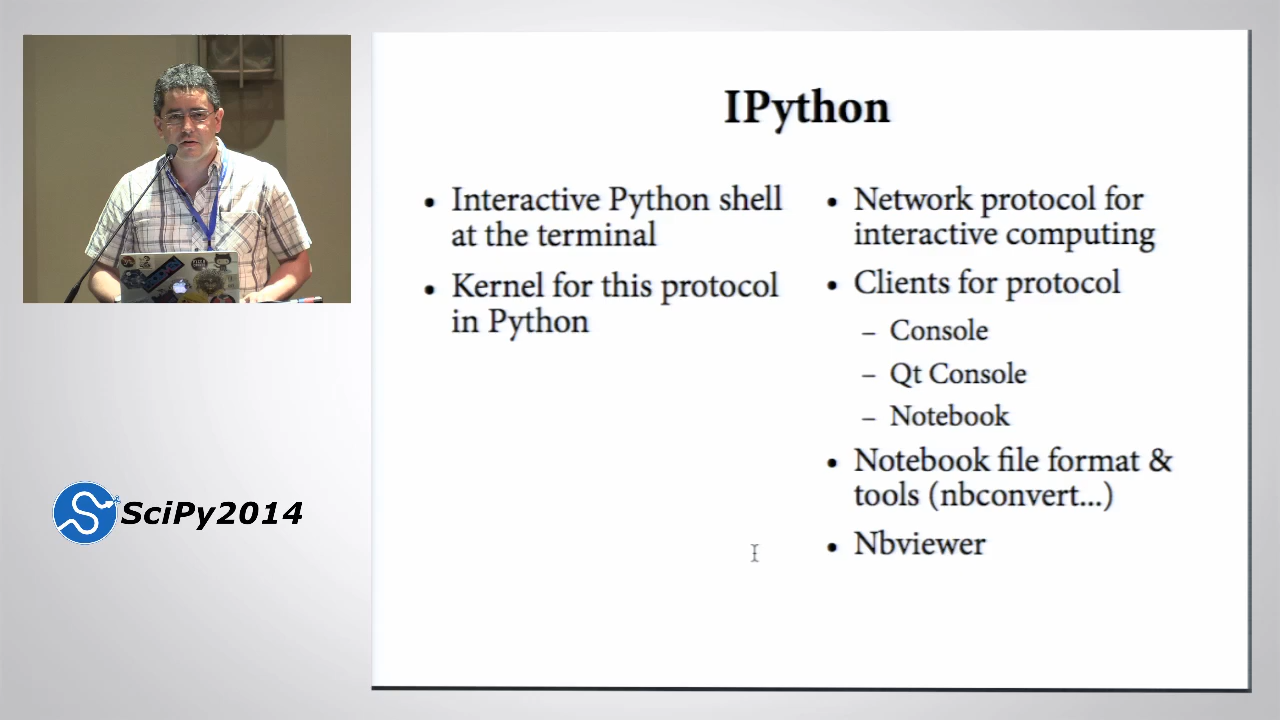 IPython
• Interactive Python shell
at the terminal
• Kernel for this protocol
in Python
• Network protocol for
interactive computing
• Clients for protocol
– Console
– Qt Console
– Notebook
• Notebook file format &
tools (nbconvert...)
• Nbviewer
SciPy2014